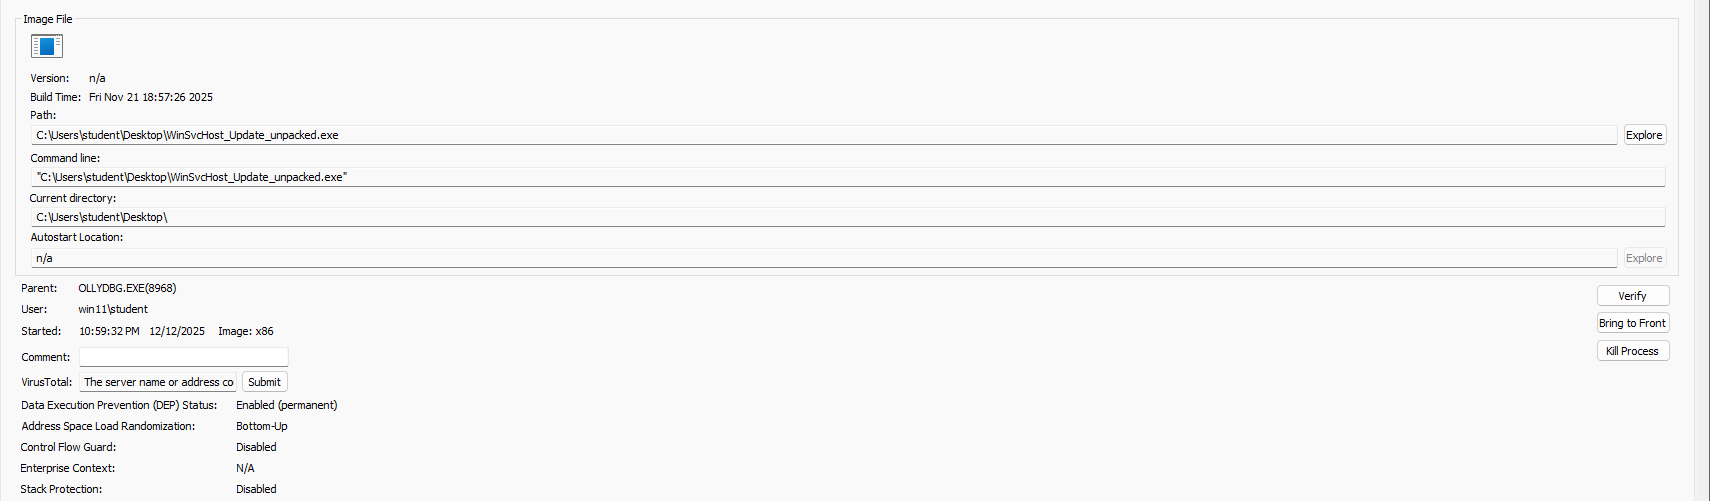 Image File
Version: n/a
Build Time: Fri Nov 21 18:57:26 2025
Path:
C:\Users\student\Desktop\WinSvcHost_Update_unpacked.exe Explore
Command line:
"C:\Users\student\Desktop\WinSvcHost_Update_unpacked.exe"
Current directory:
C:\Users\student\Desktop\
Autostart Location:
n/a Explore
Parent: OLLYDBG.EXE(8968)
Verify
User: win11\student
Started: 10:59:32 PM 12/12/2025 Image: x86
Bring to Front
Comment:
Kill Process
VirusTotal: The server name or address co Submit
Data Execution Prevention (DEP) Status: Enabled (permanent)
Address Space Load Randomization: Bottom-Up
Control Flow Guard: Disabled
Enterprise Context: N/A
Stack Protection: Disabled